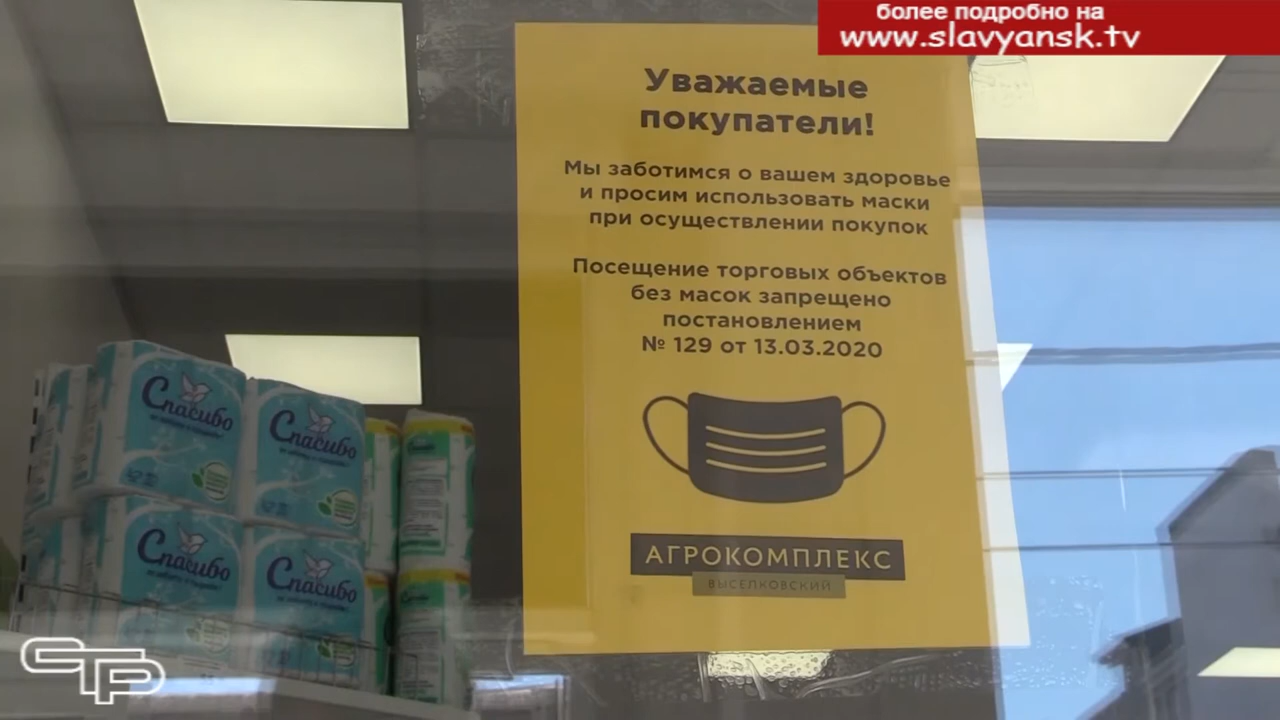 более подробно на
www.slavyansk.tv
Уважаемые
покупатели!
Мы заботимся о вашем здоровье
и просим использовать маски
при осуществлении покупок
Посещение торговых объектов
без масок запрещено
постановлением
№ 129 от 13.03.2020
АГРОКОМПЛЕКС
ВЫСЕЛКОВСКИЙ
Спасибо
Спасибо
Спасибо
Спасибо
СТР